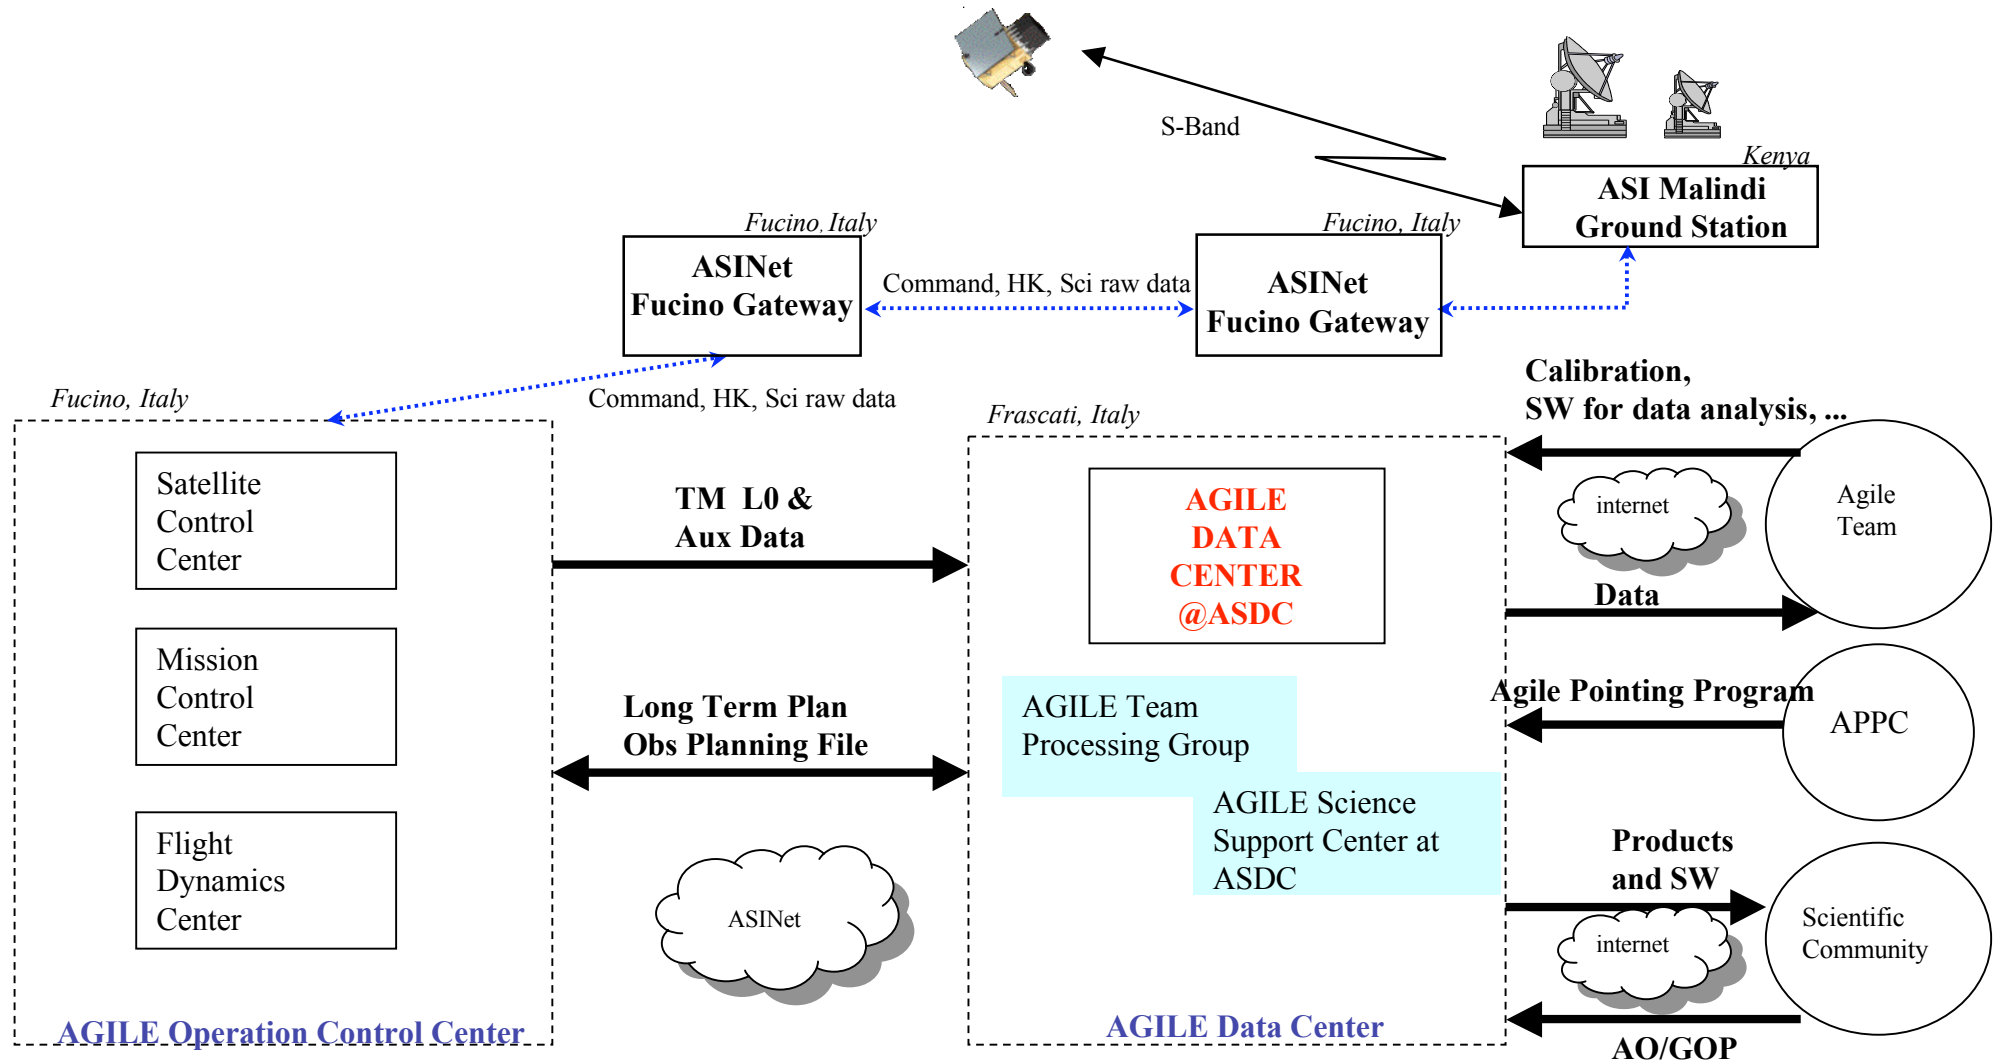 S-Band
Kenya
ASI Malindi
Ground Station
Fucino, Italy
ASINet
Fucino Gateway
Command, HK, Sci raw data
Fucino, Italy
ASINet
Fucino Gateway
Command, HK, Sci raw data
Fucino, Italy
Satellite
Control
Center
Mission
Control
Center
Flight
Dynamics
Center
AGILE Operation Control Center
TM L0 &
Aux Data
Long Term Plan
Obs Planning File
ASINet
Frascati, Italy
AGILE
DATA
CENTER
@ASDC
AGILE Team
Processing Group
AGILE Science
Support Center at
ASDC
AGILE Data Center
Calibration,
SW for data analysis, ...
internet
Agile
Team
Data
Agile Pointing Program
APPC
Products
and SW
internet
Scientific
Community
AO/GOP